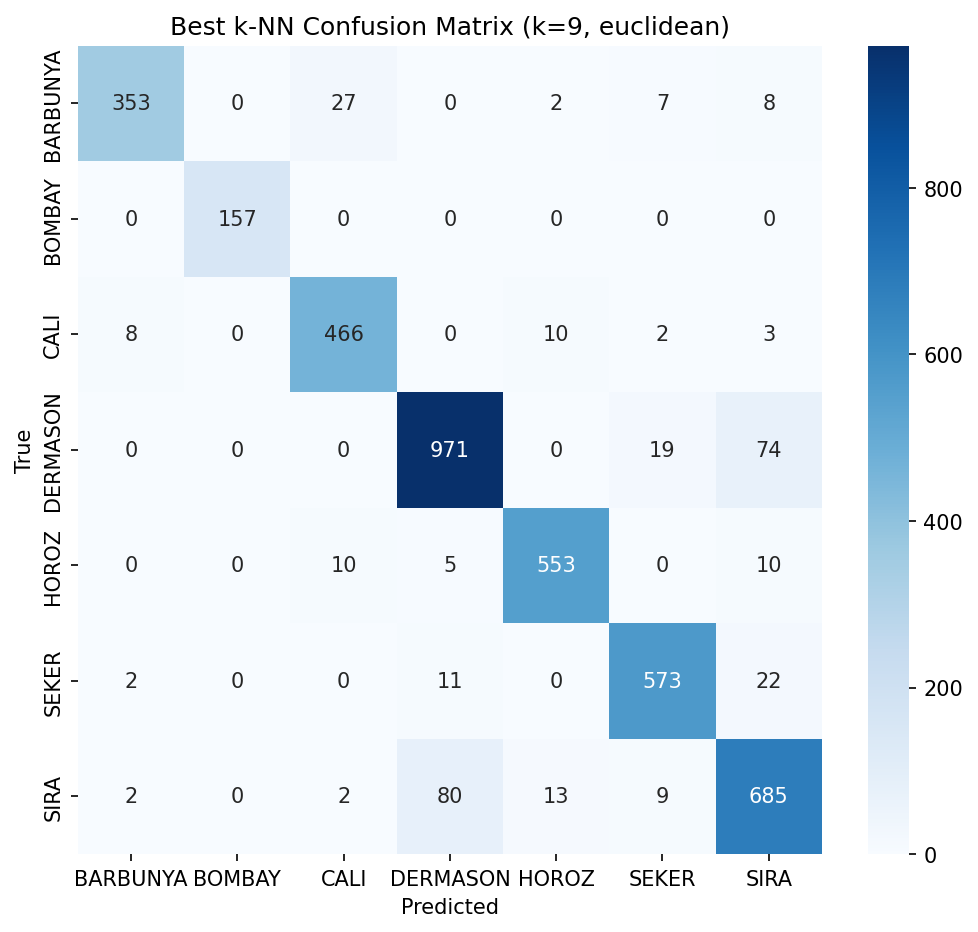 Best k-NN Confusion Matrix (k=9, euclidean)
True
BARBUNYA 353 0 27 0 2 7 8
BOMBAY 0 157 0 0 0 0 0
CALI 8 0 466 0 10 2 3
DERMASON 0 0 0 971 0 19 74
HOROZ 0 0 10 5 553 0 10
SEKER 2 0 0 11 0 573 22
SIRA 2 0 2 80 13 9 685
BARBUNYA BOMBAY CALI DERMASON HOROZ SEKER SIRA
Predicted
800
600
400
200
0